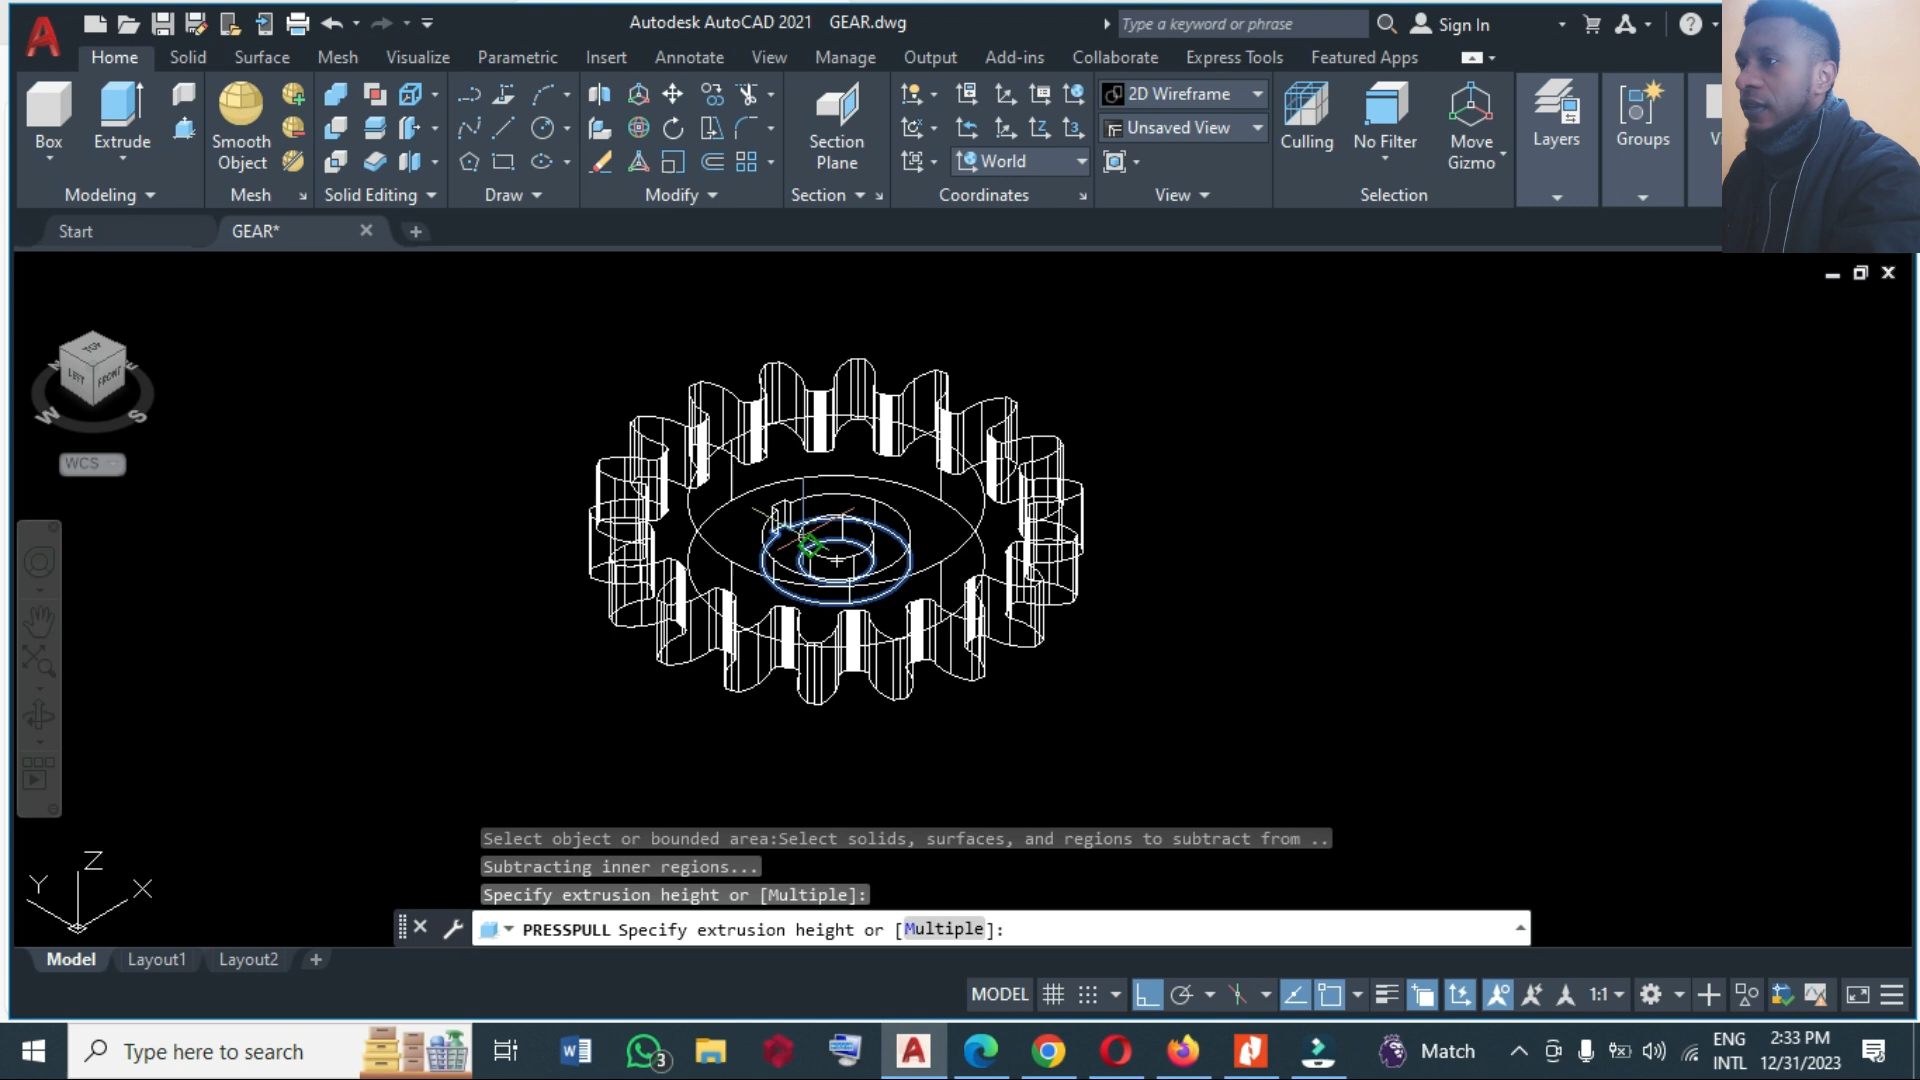 Autodesk AutoCAD 2021 GEAR.dwg
Type a keyword or phrase
Sign In
Home Solid Surface Mesh Visualize Parametric Insert Annotate View Manage Output Add-ins Collaborate Express Tools Featured Apps
Box
Extrude
Smooth
Object
Section
Plane
2D Wireframe
Unsaved View
World
Culling
No Filter
Move
Gizmo
Layers
Groups
Modeling
Mesh
Solid Editing
Draw
Modify
Section
Coordinates
View
Selection
Start
GEAR*
TOP
LEFT
FRONT
W
S
WCS
Z
Y
X
Select object or bounded area:Select solids, surfaces, and regions to subtract from ..
Subtracting inner regions...
Specify extrusion height or [Multiple]:
PRESSPULL Specify extrusion height or [Multiple]:
Model Layout1 Layout2
MODEL
1:1
Type here to search
3
Match
ENG
INTL
2:33 PM
12/31/2023